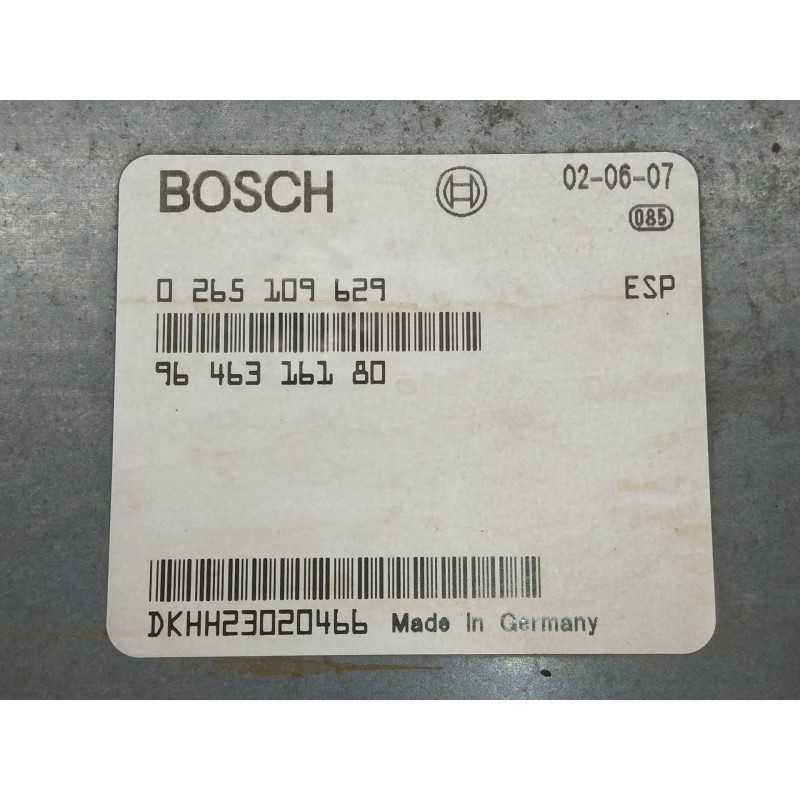 BOSCH 02-06-07
085
0 265 109 629 ESP
96 463 161 80
DKHH23020466 Made In Germany